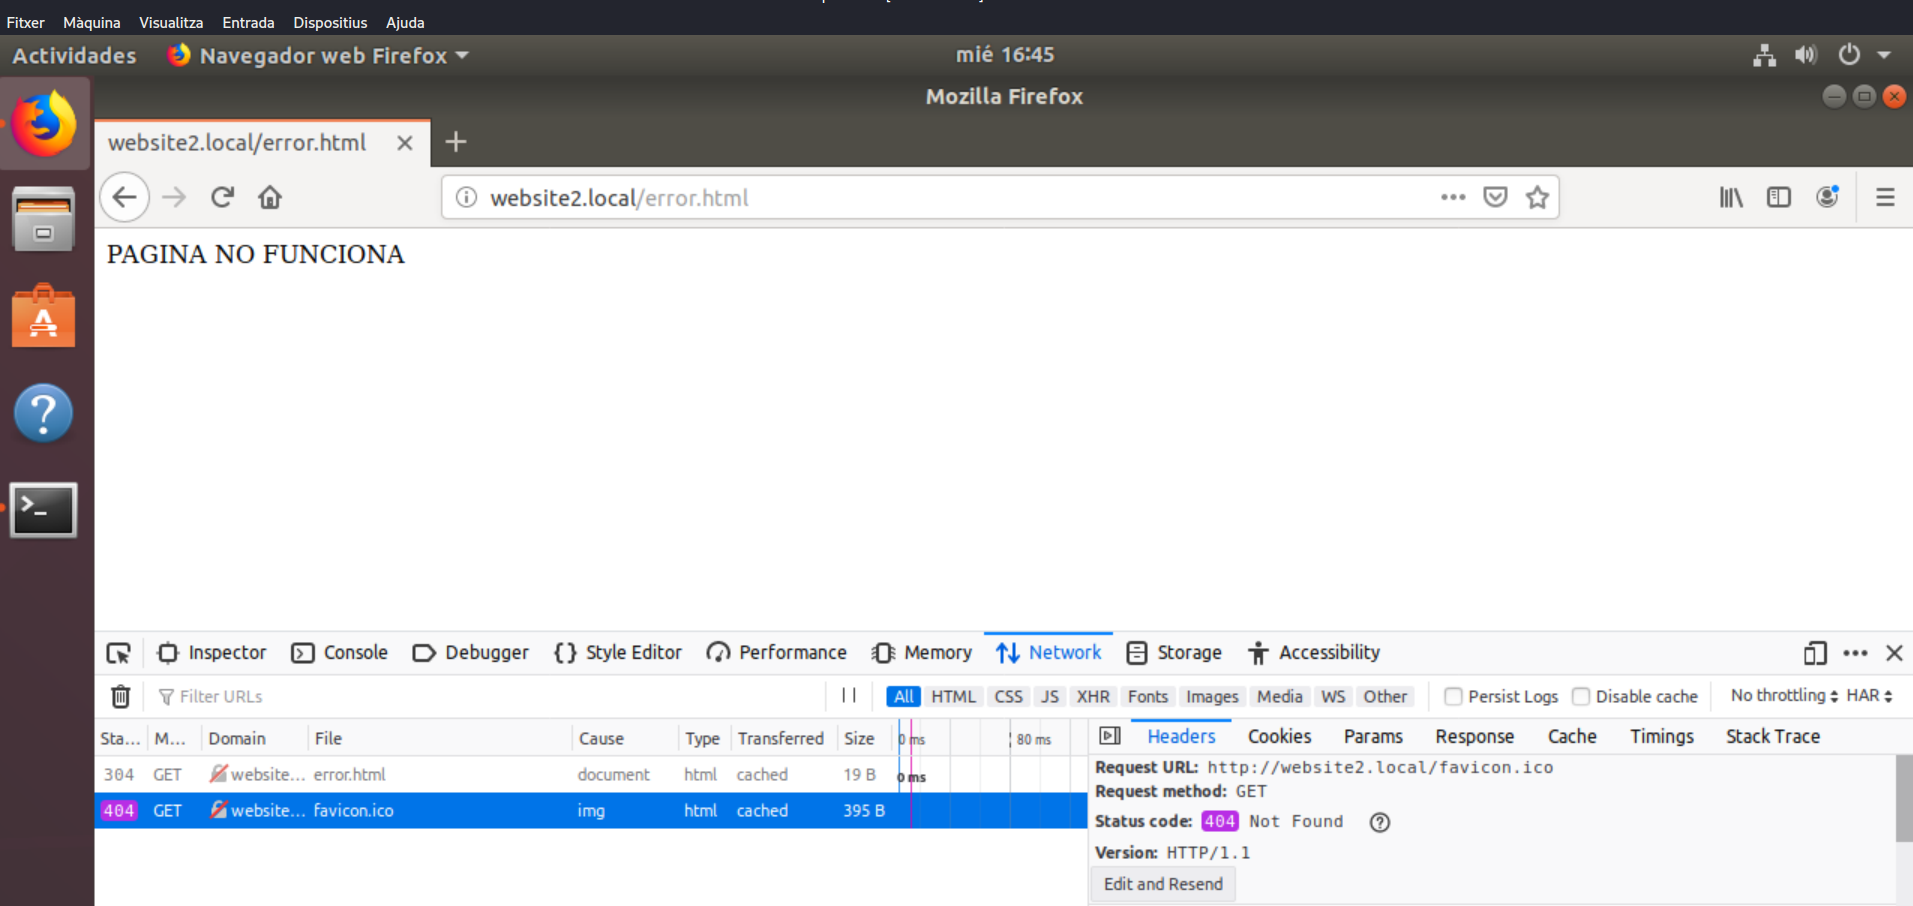 Fitxer Màquina Visualitza Entrada Dispositius Ajuda
Actividades Navegador web Firefox mié 16:45
Mozilla Firefox
website2.local/error.html
website2.local/error.html
PAGINA NO FUNCIONA
Inspector Console Debugger Style Editor Performance Memory Network Storage Accessibility
Filter URLs All HTML CSS JS XHR Fonts Images Media WS Other Persist Logs Disable cache No throttling HAR
Sta... M... Domain File Cause Type Transferred Size 0 ms 80 ms
304 GET website... error.html document html cached 19 B 0 ms
404 GET website... favicon.ico img html cached 395 B
Headers Cookies Params Response Cache Timings Stack Trace
Request URL: http://website2.local/favicon.ico
Request method: GET
Status code: 404 Not Found
Version: HTTP/1.1
Edit and Resend